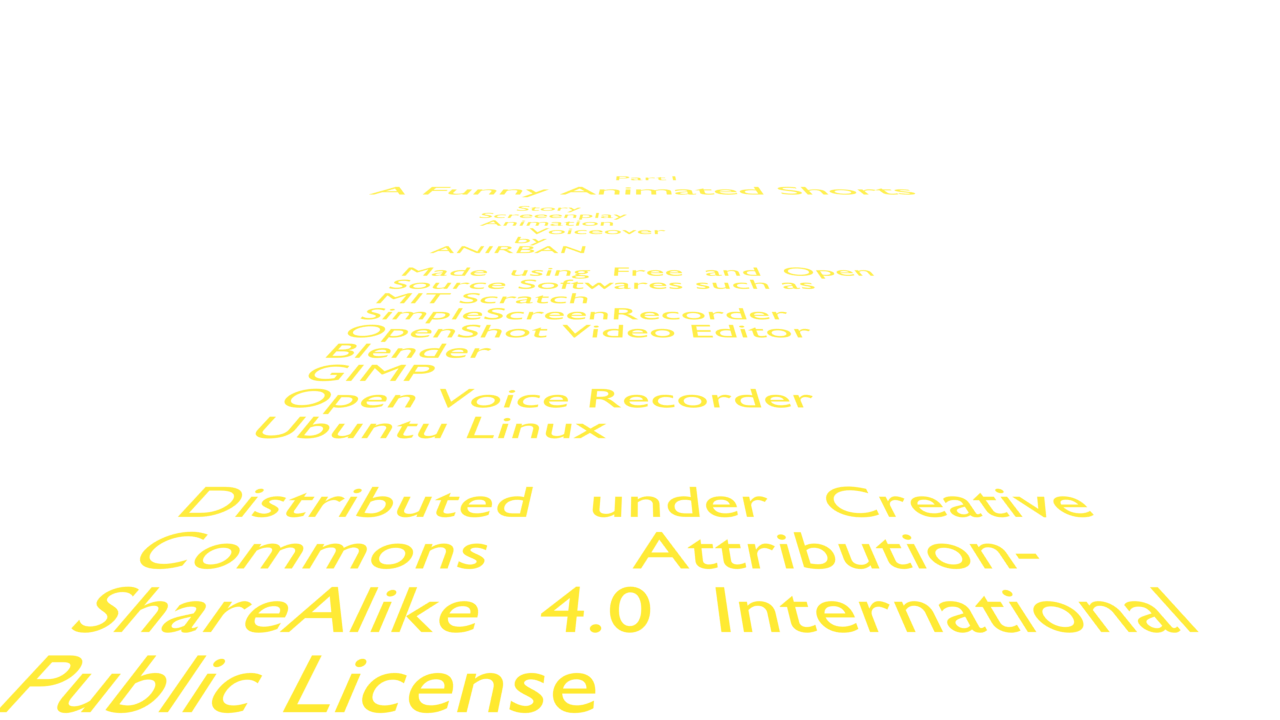 Part I
A Funny Animated Shorts
Story
Screeenplay
Animation
Voiceover
by
ANIRBAN
Made using Free and Open
Source Softwares such as
MIT Scratch
SimpleScreenRecorder
OpenShot Video Editor
Blender
GIMP
Open Voice Recorder
Ubuntu Linux
Distributed under Creative
Commons Attribution-
ShareAlike 4.0 International
Public License